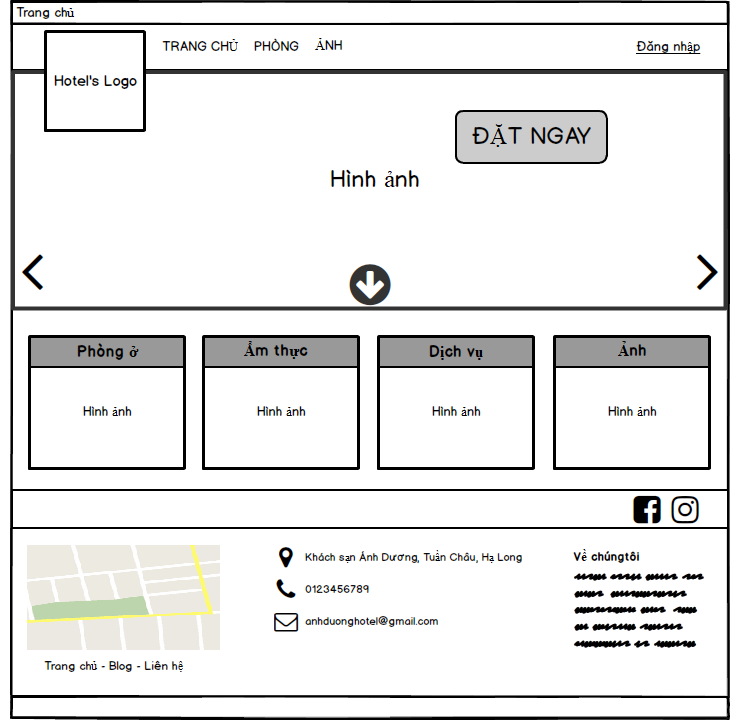 Trang chủ
TRANG CHỦ PHÒNG ẢNH
Đăng nhập
Hotel's Logo
ĐẶT NGAY
Hình ảnh
Phòng ở
Ẩm thực
Dịch vụ
Ảnh
Hình ảnh
Hình ảnh
Hình ảnh
Hình ảnh
Khách sạn Ánh Dương, Tuần Châu, Hạ Long
0123456789
anhduonghotel@gmail.com
Về chúngtôi
Trang chủ - Blog - Liên hệ